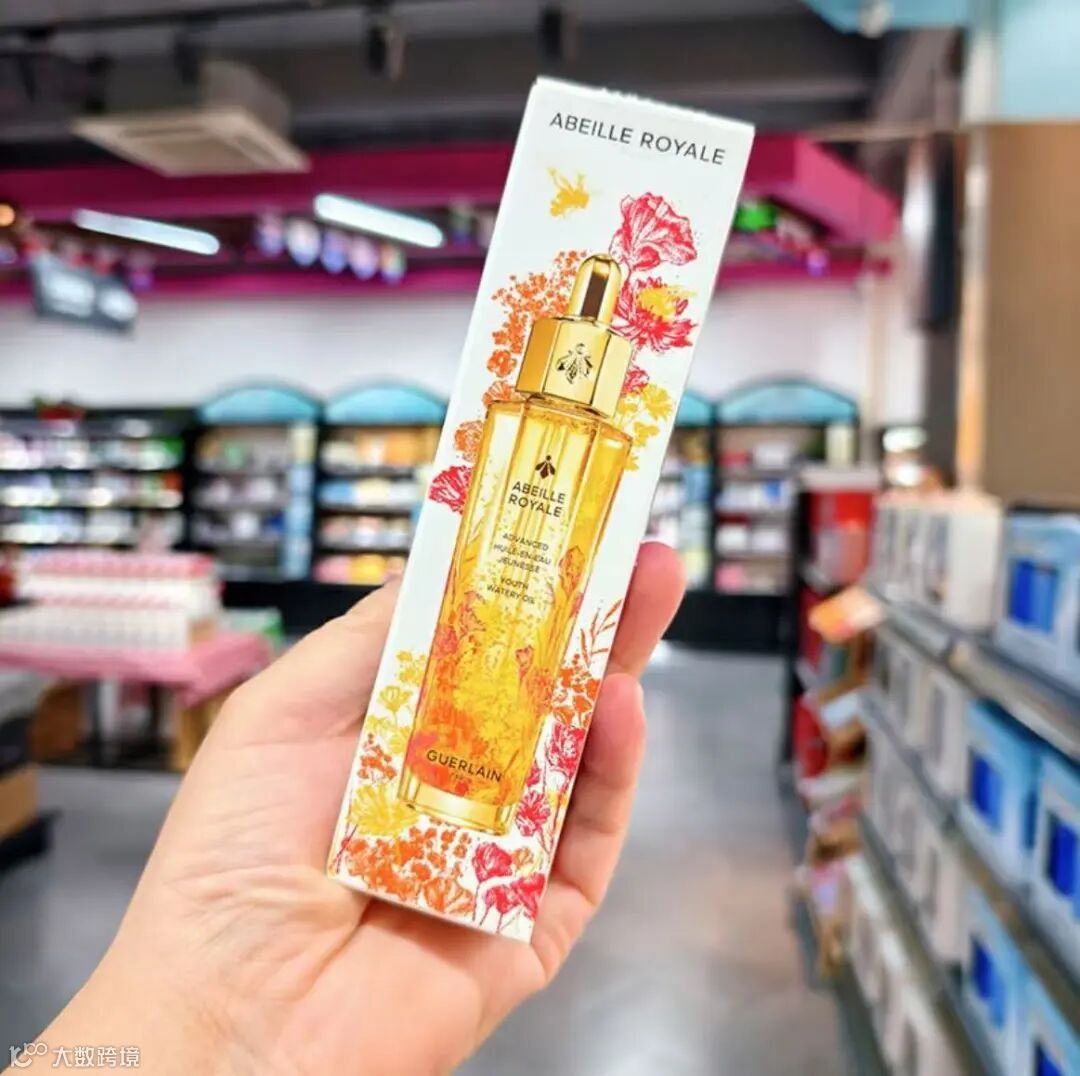 ABEILLE ROYALE
ABEILLE
ROYALE
ADVANCED
HUILE-EN-EAU
JEUNESSE
YOUTH
WATERY OIL
GUERLAIN
大数跨境